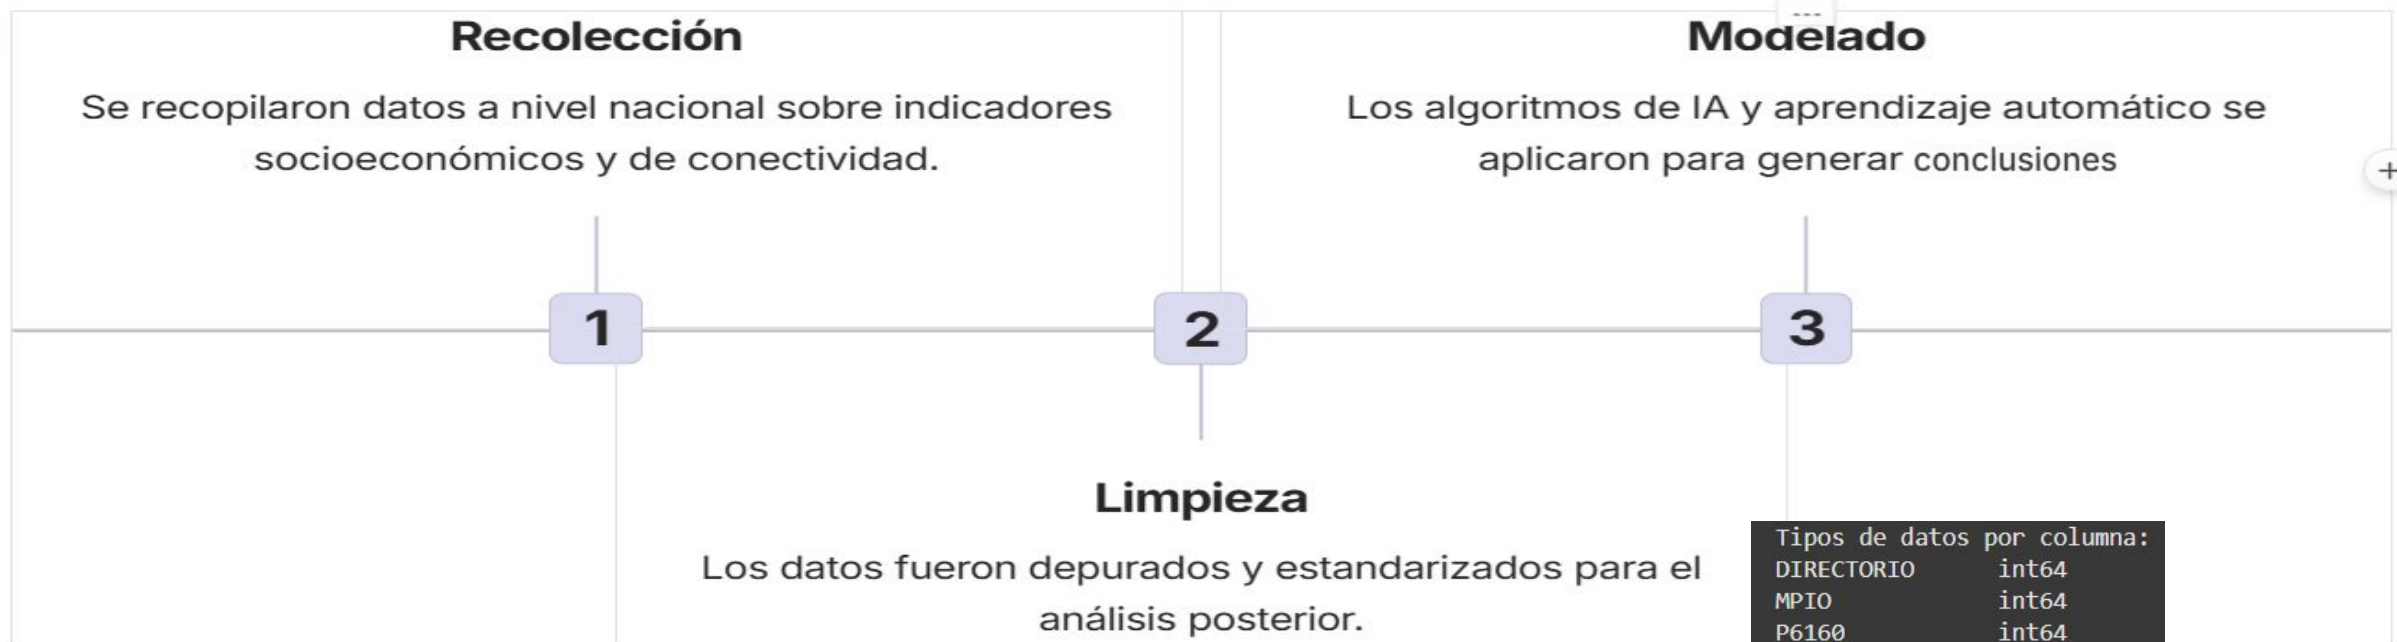 Recolección
Se recopilaron datos a nivel nacional sobre indicadores
socioeconómicos y de conectividad.
Modelado
Los algoritmos de IA y aprendizaje automático se
aplicaron para generar conclusiones
1
2
3
Limpieza
Los datos fueron depurados y estandarizados para el
análisis posterior.
Tipos de datos por columna:
DIRECTORIO int64
MPIO int64
P6160 int64